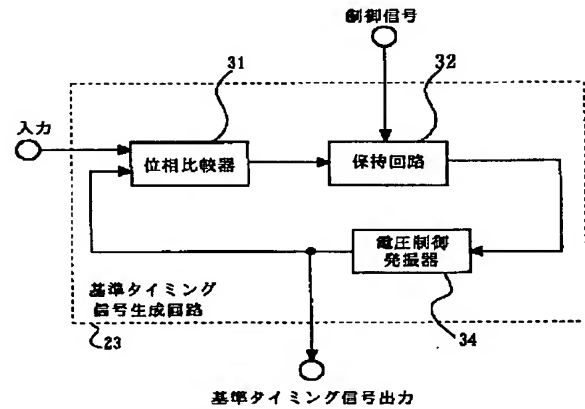 制御信号
31
32
入力
位相比較器
保持回路
電圧制御
発振器
基準タイミング
信号生成回路
23
34
基準タイミング信号出力